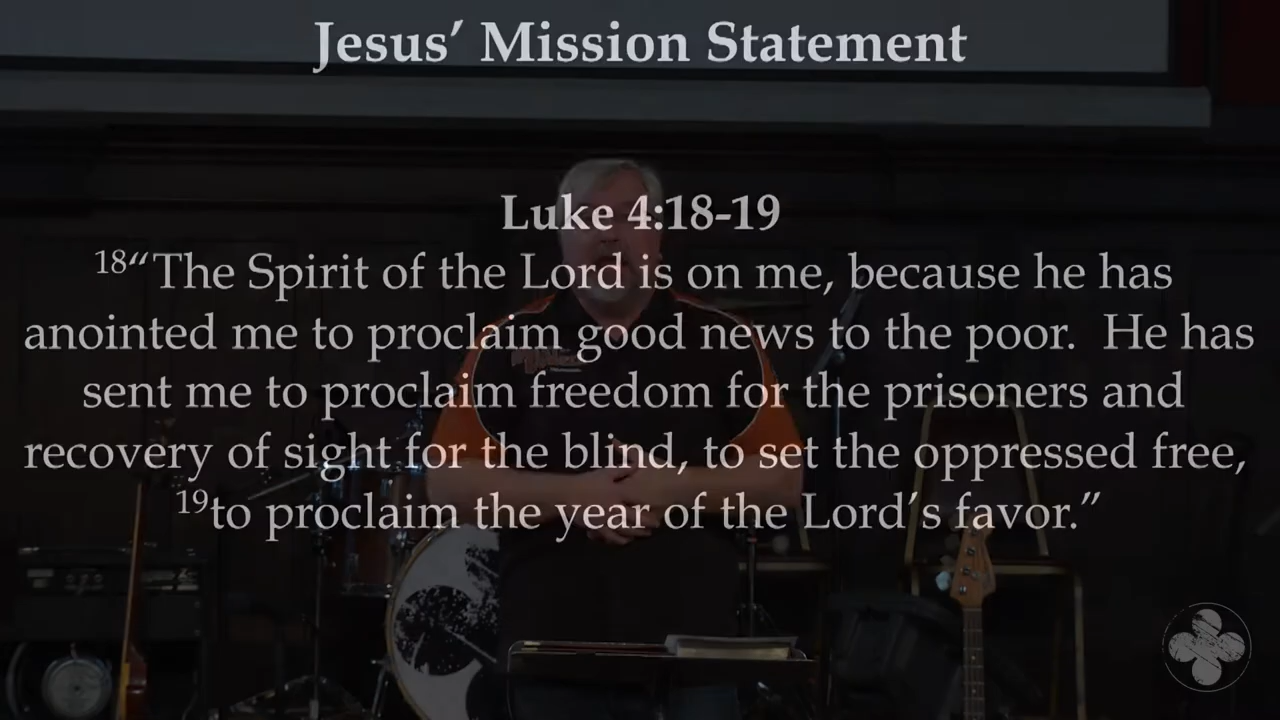 Jesus’ Mission Statement
Luke 4:18-19
18“The Spirit of the Lord is on me, because he has
anointed me to proclaim good news to the poor.  He has
sent me to proclaim freedom for the prisoners and
recovery of sight for the blind, to set the oppressed free,
19to proclaim the year of the Lord’s favor.”